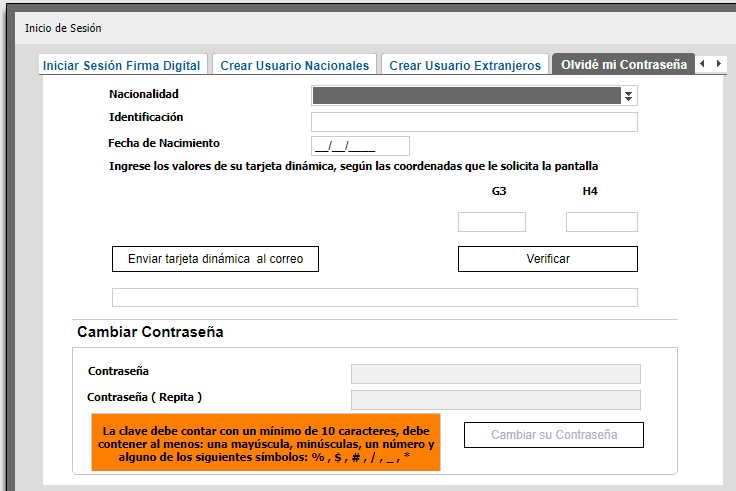 Inicio de Sesión
Iniciar Sesión Firma Digital
Crear Usuario Nacionales
Crear Usuario Extranjeros
Olvidé mi Contraseña
Nacionalidad
Identificación
Fecha de Nacimiento
__/__/____
Ingrese los valores de su tarjeta dinámica, según las coordenadas que le solicita la pantalla
G3 H4
Enviar tarjeta dinámica al correo
Verificar
Cambiar Contraseña
Contraseña
Contraseña ( Repita )
La clave debe contar con un mínimo de 10 caracteres, debe
contener al menos: una mayúscula, minúsculas, un número y
alguno de los siguientes símbolos: % , $ , # , / , _ , *
Cambiar su Contraseña